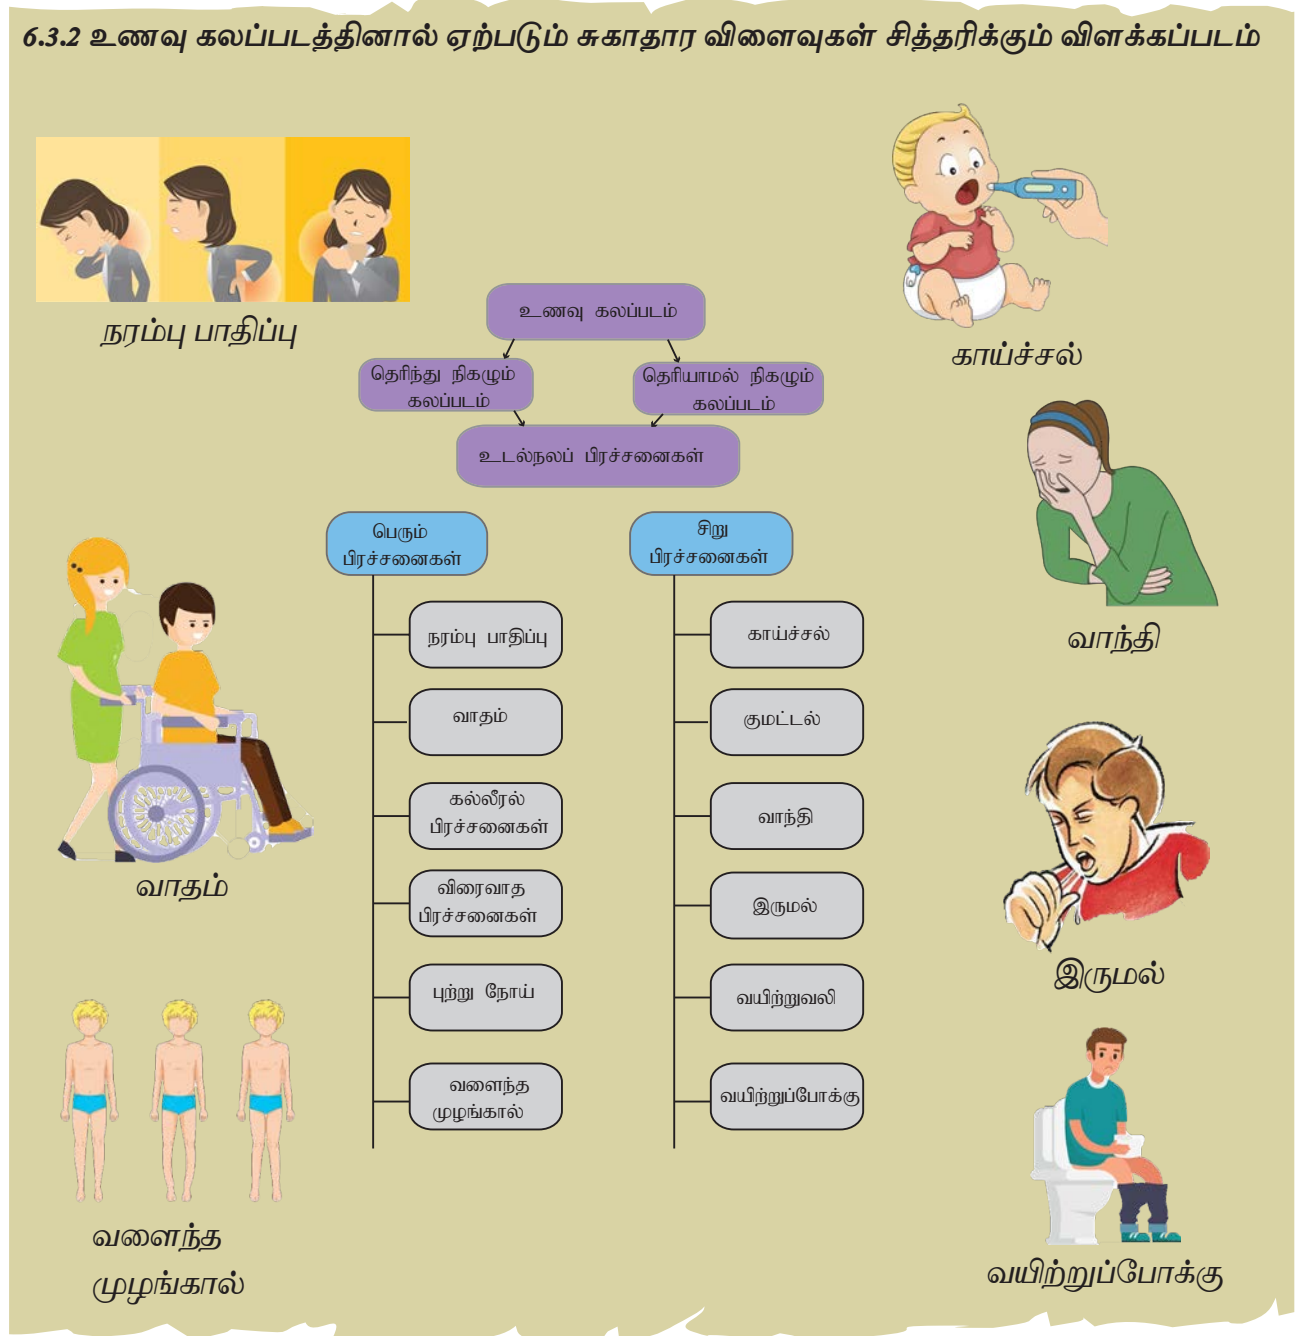 6.3.2 உணவு கலப்படத்தினால் ஏற்படும் சுகாதார விளைவுகள் சித்தரிக்கும் விளக்கப்படம்
நரம்பு பாதிப்பு
காய்ச்சல்
உணவு கலப்படம்
தெரிந்து நிகழும்
கலப்படம்
தெரியாமல் நிகழும்
கலப்படம்
உடல்நலப் பிரச்சனைகள்
பெரும்
பிரச்சனைகள்
நரம்பு பாதிப்பு
வாதம்
கல்லீரல்
பிரச்சனைகள்
விரைவாத
பிரச்சனைகள்
புற்று நோய்
வளைந்த
முழங்கால்
சிறு
பிரச்சனைகள்
காய்ச்சல்
குமட்டல்
வாந்தி
இருமல்
வயிற்றுவலி
வயிற்றுப்போக்கு
வாந்தி
வாதம்
இருமல்
வளைந்த
முழங்கால்
வயிற்றுப்போக்கு